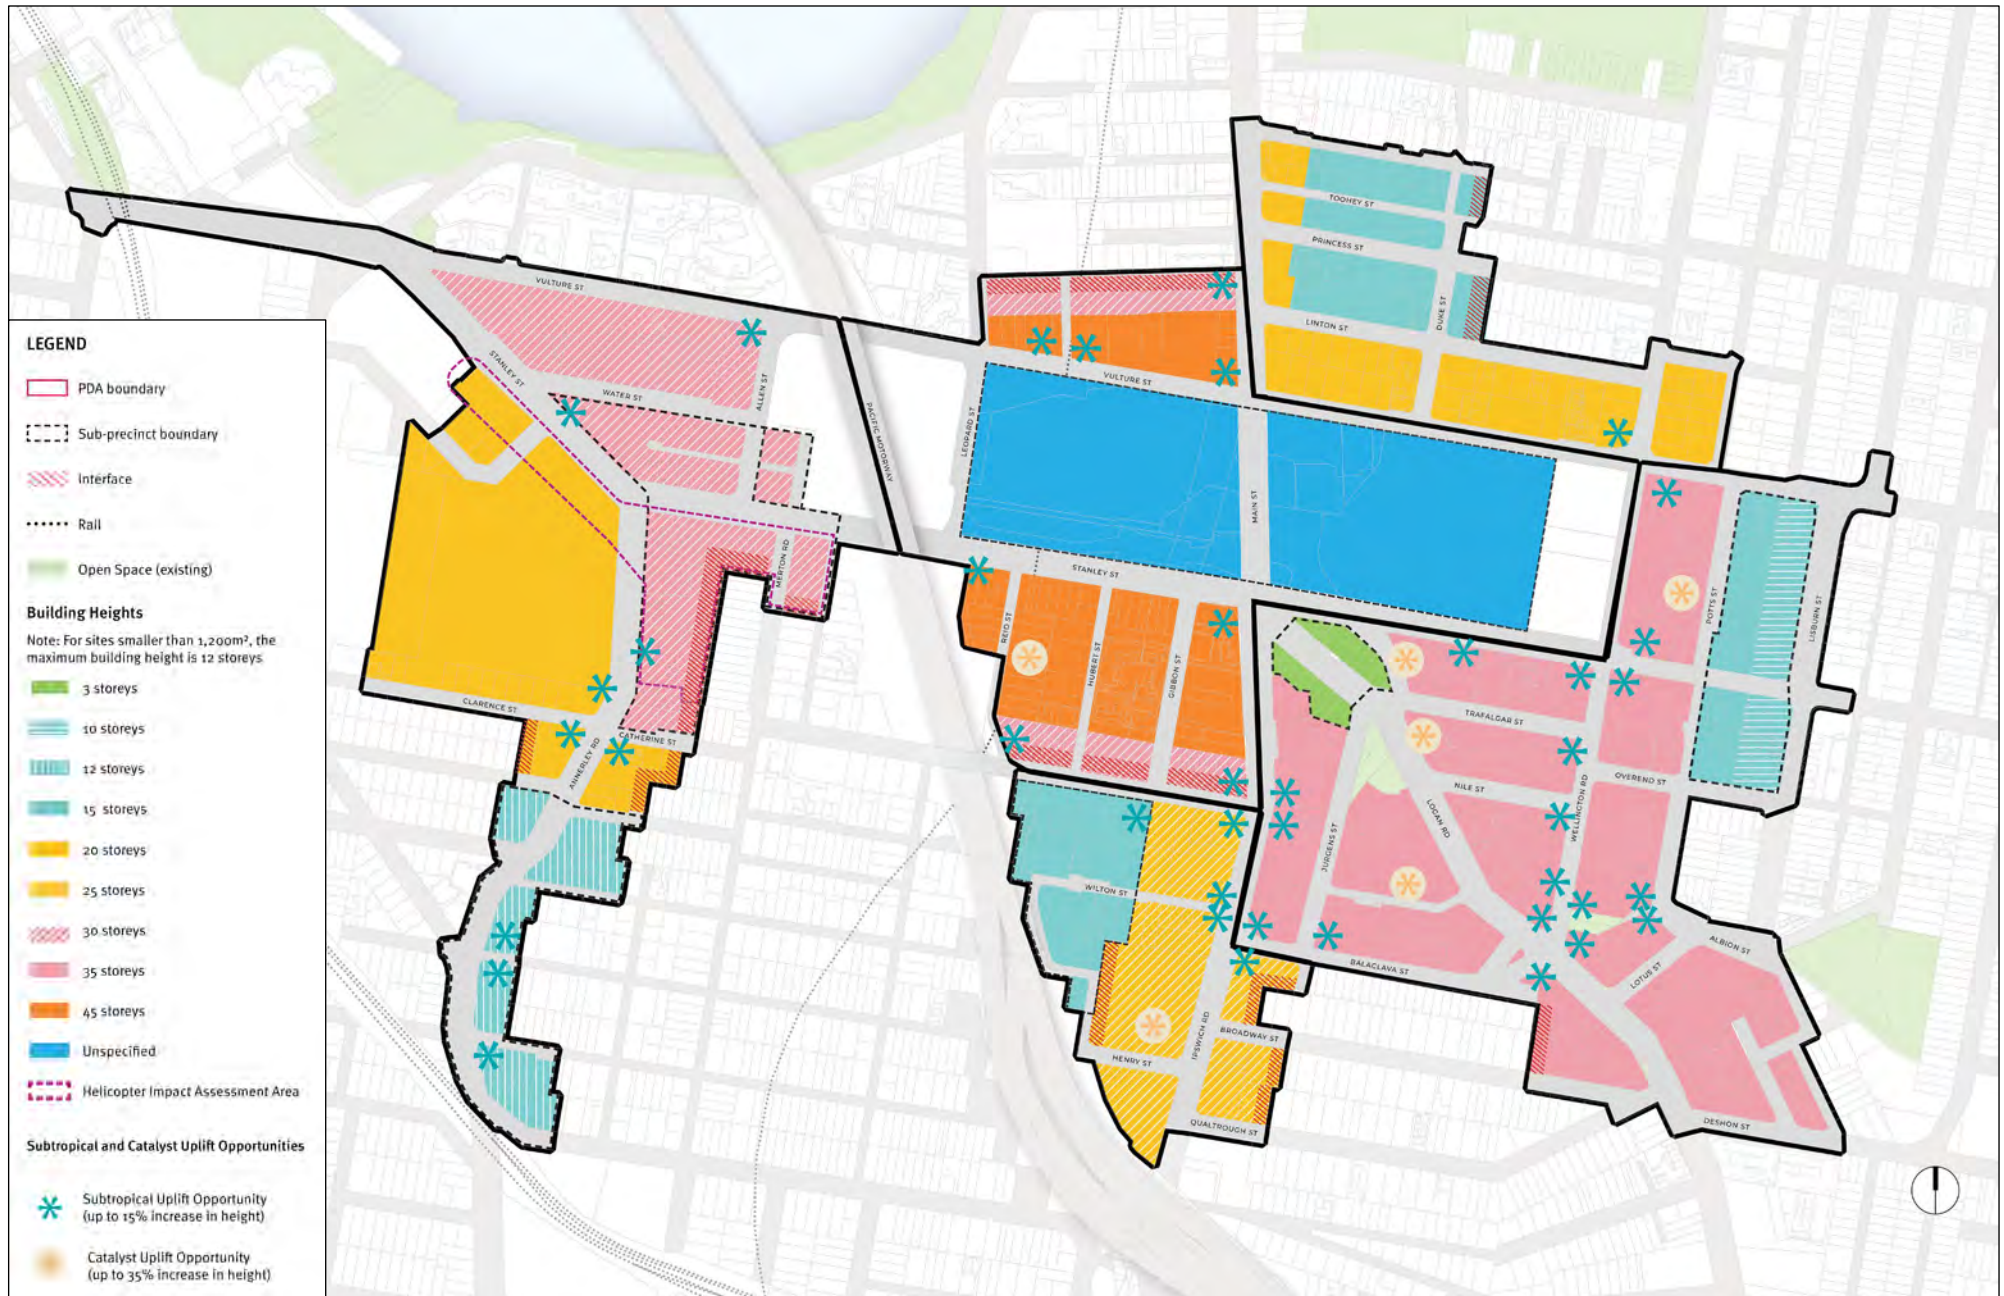 LEGEND
PDA boundary
Sub-precinct boundary
Interface
Rail
Open Space (existing)
Building Heights
Note: For sites smaller than 1,200m², the
maximum building height is 12 storeys
3 storeys
10 storeys
12 storeys
15 storeys
20 storeys
25 storeys
30 storeys
35 storeys
45 storeys
Unspecified
Helicopter Impact Assessment Area
Subtropical and Catalyst Uplift Opportunities
Subtropical Uplift Opportunity
(up to 15% increase in height)
Catalyst Uplift Opportunity
(up to 35% increase in height)
VULTURE ST
STANLEY ST
WATER ST
ALLEN ST
PACIFIC MOTORWAY
MERTON RD
CLARENCE ST
CATHERINE ST
ANNERLEY RD
LEOPARD ST
VULTURE ST
MAIN ST
STANLEY ST
TOOHEY ST
PRINCESS ST
LINTON ST
DUKE ST
REID ST
HUBERT ST
GIBBON ST
WILTON ST
HENRY ST
IPSWICH RD
BROADWAY ST
QUALTROUGH ST
JURGENS ST
LOGAN RD
TRAFALGAR ST
NILE ST
WELLINGTON RD
OVEREND ST
POTTS ST
LISBURN ST
BALACLAVA ST
LOTUS ST
ALBION ST
DESHON ST